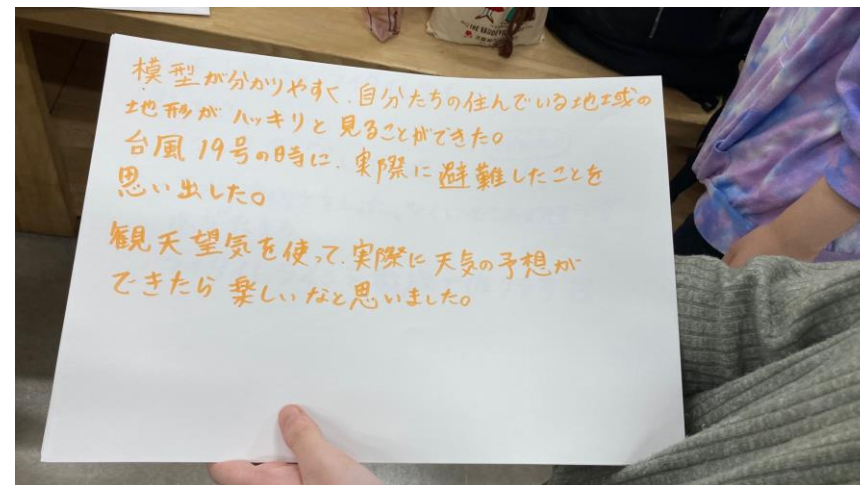 模型が分かりやすく、自分たちの住んでいる地域の
地形がハッキリと見ることができた。
台風19号の時に、実際に避難したことを
思い出した。
観天望気を使って、実際に天気の予想が
できたら楽しいなと思いました。